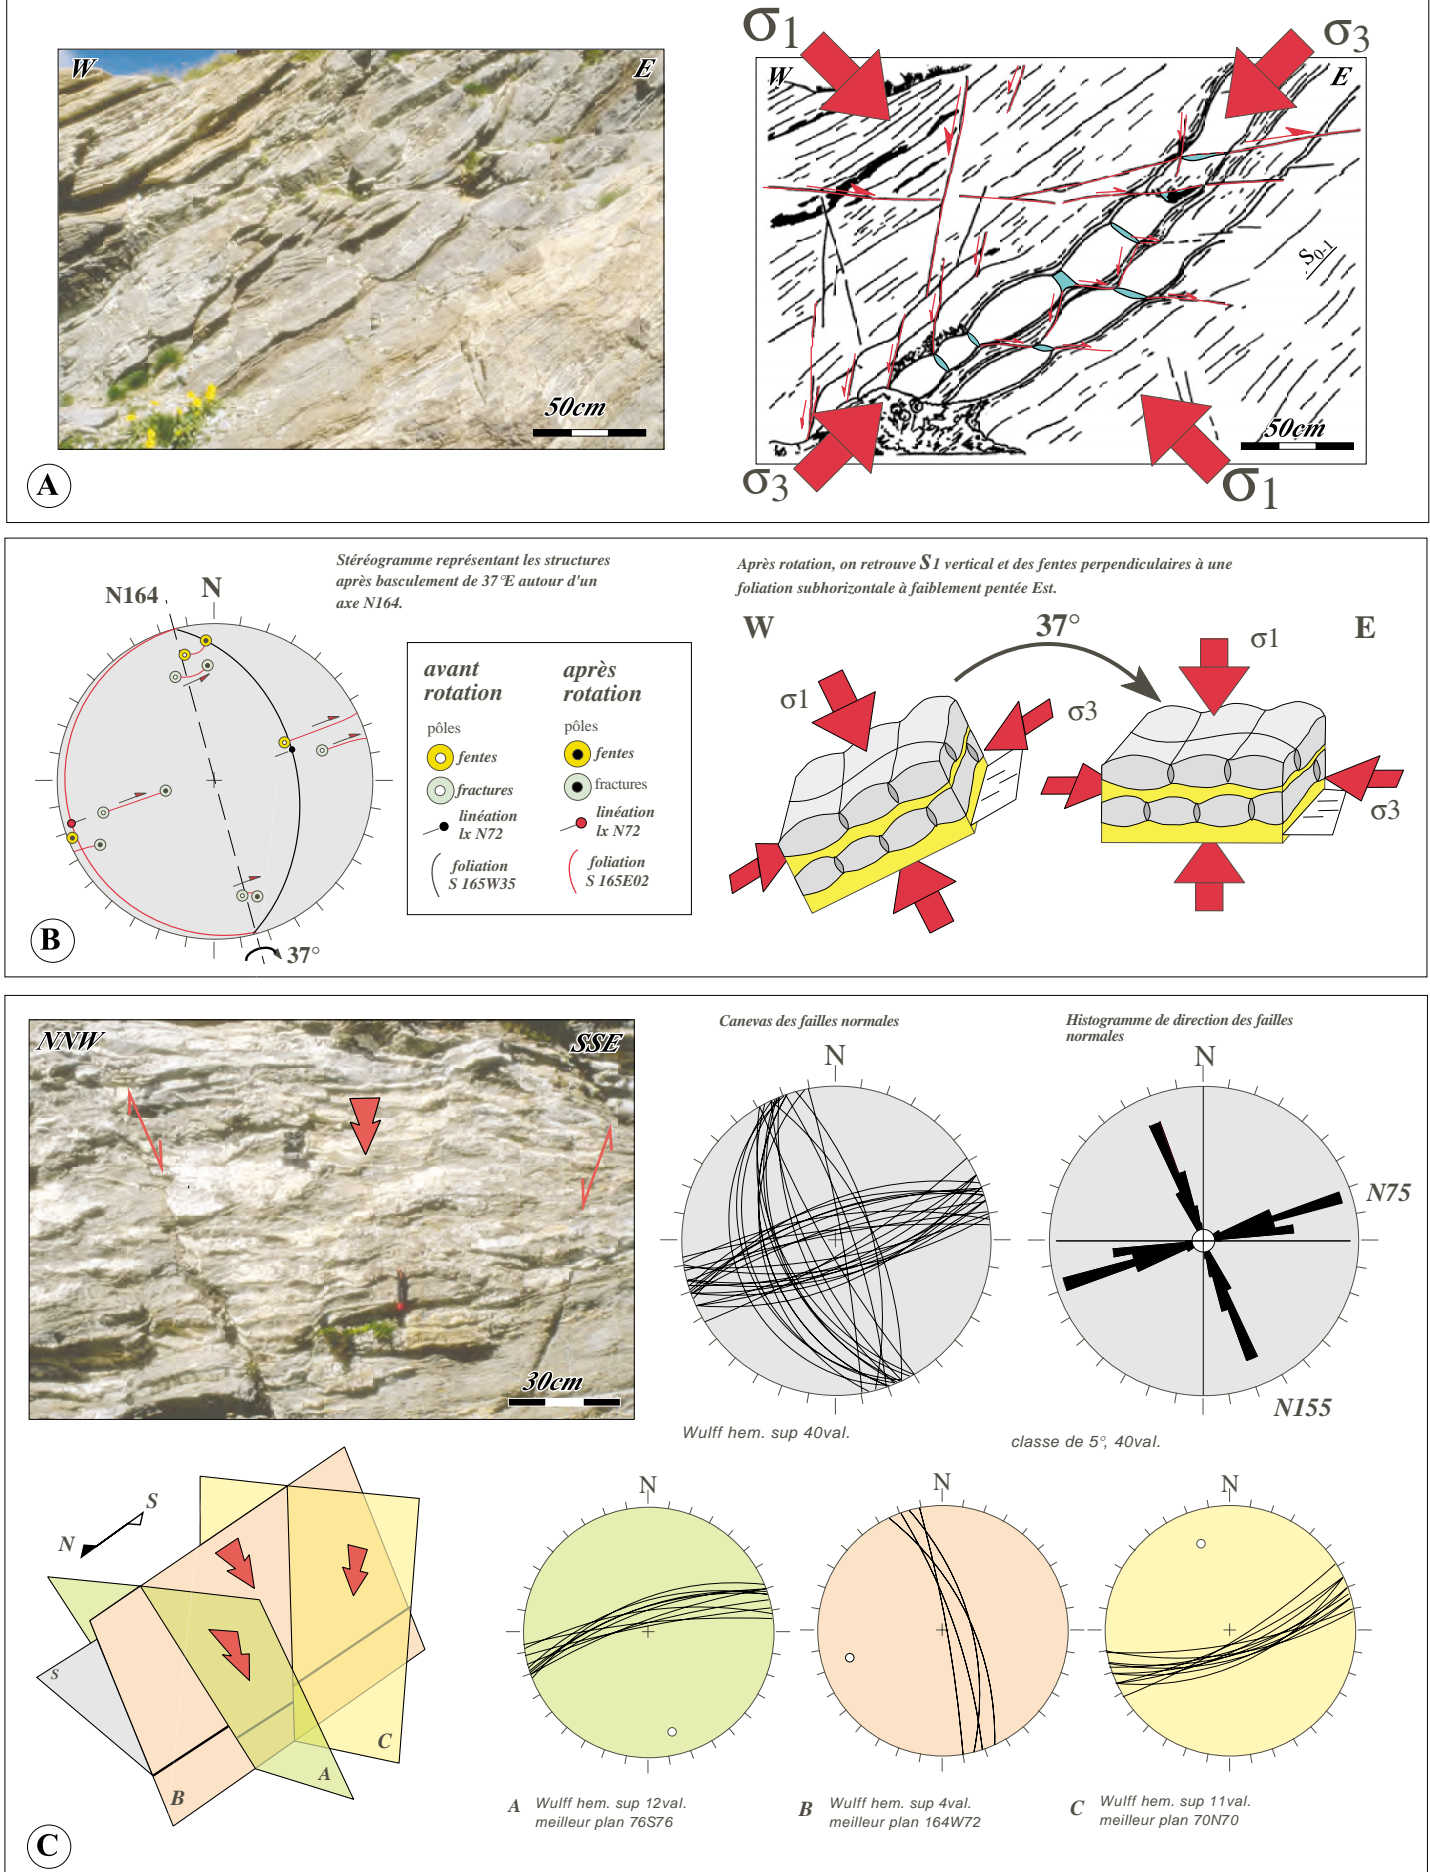 W
E
50cm
A
σ1
σ3
W
E
S0-1
50cm
σ3
σ1
Stéréogramme représentant les structures
après basculement de 37°E autour d'un
axe N164.
N164
N
37°
B
avant
rotation
après
rotation
pôles
pôles
fentes
fentes
fractures
fractures
linéation
lx N72
linéation
lx N72
foliation
S 165W35
foliation
S 165E02
Après rotation, on retrouve S1 vertical et des fentes perpendiculaires à une
foliation subhorizontale à faiblement pentée Est.
W
37°
E
σ1
σ3
σ1
σ3
NNW
SSE
30cm
Canevas des failles normales
N
Wulff hem. sup 40val.
Histogramme de direction des failles
normales
N
N75
N155
classe de 5°, 40val.
S
N
S
B
A
C
C
N
A Wulff hem. sup 12val.
meilleur plan 76S76
N
B Wulff hem. sup 4val.
meilleur plan 164W72
N
C Wulff hem. sup 11val.
meilleur plan 70N70